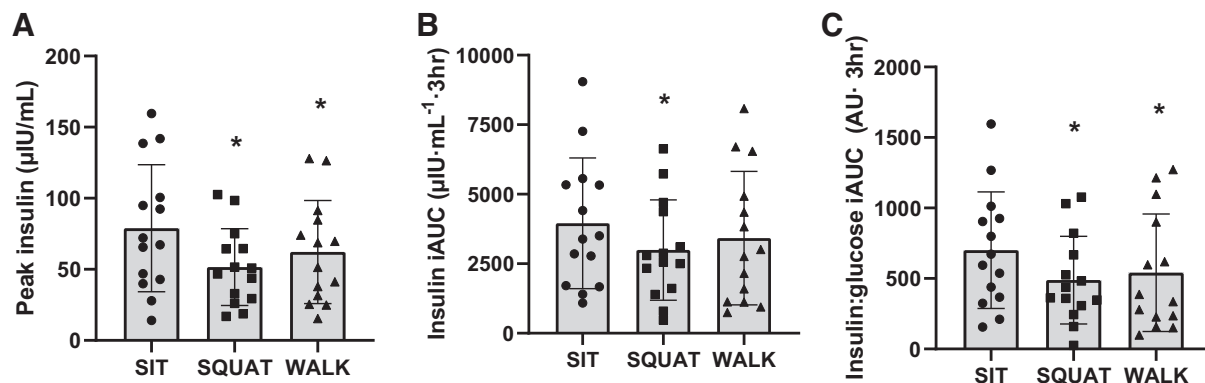 A
Peak insulin (µIU/mL)
200
150
100
50
0
*
*
SIT
SQUAT
WALK
B
Insulin iAUC (µIU·mL⁻¹·3hr)
10000
7500
5000
2500
0
*
SIT
SQUAT
WALK
C
Insulin:glucose iAUC (AU· 3hr)
2000
1500
1000
500
0
*
*
SIT
SQUAT
WALK